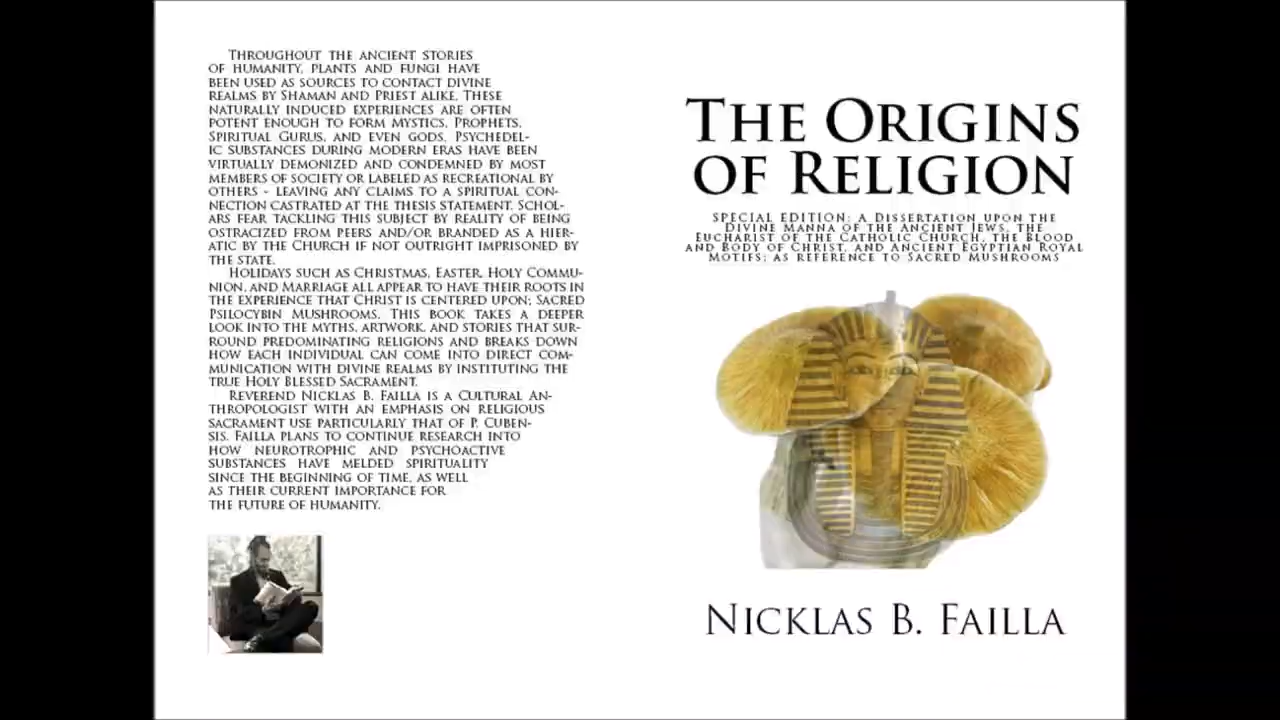 THROUGHOUT THE ANCIENT STORIES
OF HUMANITY, PLANTS AND FUNGI HAVE
BEEN USED AS SOURCES TO CONTACT DIVINE
REALMS BY SHAMAN AND PRIEST ALIKE. THESE
NATURALLY INDUCED EXPERIENCES ARE OFTEN
POTENT ENOUGH TO FORM MYSTICS, PROPHETS,
SPIRITUAL GURUS, AND EVEN GODS. PSYCHEDEL-
IC SUBSTANCES DURING MODERN ERAS HAVE BEEN
VIRTUALLY DEMONIZED AND CONDEMNED BY MOST
MEMBERS OF SOCIETY OR LABELED AS RECREATIONAL BY
OTHERS - LEAVING ANY CLAIMS TO A SPIRITUAL CON-
NECTION CASTRATED AT THE THESIS STATEMENT. SCHOL-
ARS FEAR TACKLING THIS SUBJECT BY REALITY OF BEING
OSTRACIZED FROM PEERS AND/OR BRANDED AS A HIER-
ATIC BY THE CHURCH IF NOT OUTRIGHT IMPRISONED BY
THE STATE.
HOLIDAYS SUCH AS CHRISTMAS, EASTER, HOLY COMMU-
NION, AND MARRIAGE ALL APPEAR TO HAVE THEIR ROOTS IN
THE EXPERIENCE THAT CHRIST IS CENTERED UPON; SACRED
PSILOCYBIN MUSHROOMS. THIS BOOK TAKES A DEEPER
LOOK INTO THE MYTHS, ARTWORK, AND STORIES THAT SUR-
ROUND PREDOMINATING RELIGIONS AND BREAKS DOWN
HOW EACH INDIVIDUAL CAN COME INTO DIRECT COM-
MUNICATION WITH DIVINE REALMS BY INSTITUTING THE
TRUE HOLY BLESSED SACRAMENT.
REVEREND NICKLAS B. FAILLA IS A CULTURAL AN-
THROPOLOGIST WITH AN EMPHASIS ON RELIGIOUS
SACRAMENT USE PARTICULARLY THAT OF P. CUBEN-
SIS. FAILLA PLANS TO CONTINUE RESEARCH INTO
HOW NEUROTROPHIC AND PSYCHOACTIVE
SUBSTANCES HAVE MELDED SPIRITUALITY
SINCE THE BEGINNING OF TIME, AS WELL
AS THEIR CURRENT IMPORTANCE FOR
THE FUTURE OF HUMANITY.
THE ORIGINS
OF RELIGION
SPECIAL EDITION: A DISSERTATION UPON THE
DIVINE MANNA OF THE ANCIENT JEWS, THE
EUCHARIST OF THE CATHOLIC CHURCH, THE BLOOD
AND BODY OF CHRIST, AND ANCIENT EGYPTIAN ROYAL
MOTIFS; AS REFERENCE TO SACRED MUSHROOMS
NICKLAS B. FAILLA